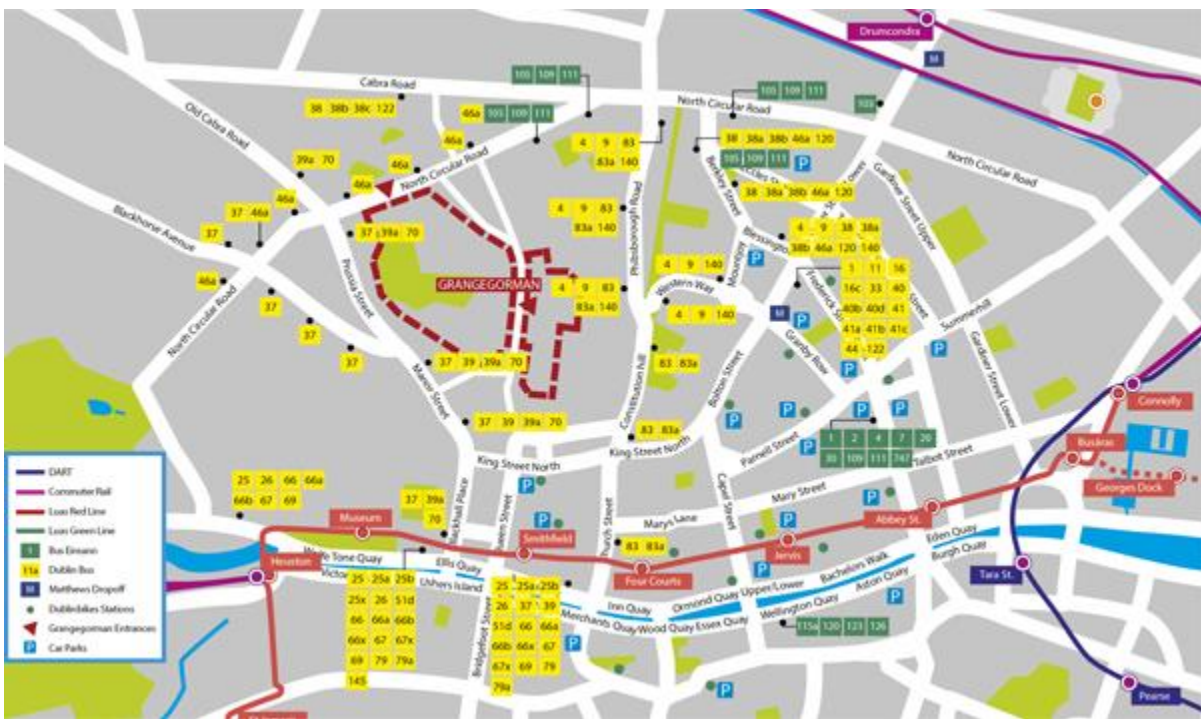 Drumcondra
M
Cabra Road
105 109 111
North Circular Road
105 109 111
105
38 38b 38c 122
46a 105 109 111
Old Cabra Road
46a
4 9 83
83a 140
38 38a 38b 46a 120
105 109 111
P
North Circular Road
39a 70
46a
North Circular Road
46a
Berkley Street
Gardiner Street Upper
38 38a 38b 46a 120
37 46a
46a
Blackhorse Avenue
37
37 39a 70
4 9 83
83a 140
Phibsborough Road
Blessington
4 9 38 38a
38b 46a 120 140
Mountjoy
P
4 9 140
Western Way
1 11 16
16c 33 40
40b 40d 41
41a 41b 41c
44 122
46a
North Circular Road
37
37
37
Prussia Street
GRANGEGORMAN
4 9 83
83a 140
4 9 140
M
P
Granby Row
Summerhill
Gardiner Street Lower
37 39 39a 70
83 83a
Manor Street
Constitution hill
Bolton Street
Parnell Street
Connolly
37 39 39a 70
83 83a
King Street North
King Street North
1 2 4 7 20
30 109 111 747
Talbot Street
Busáras
Georges Dock
DART
Commuter Rail
Luas Red Line
Luas Green Line
1 Bus Eireann
11a Dublin Bus
M Matthews Dropoff
Dublinbikes Stations
Grangegorman Entrances
P Car Parks
25 26 66 66a
66b 67 69
37 39a
70
Blackhall Place
Capel Street
Mary Street
Marys Lane
Museum
Smithfield
83 83a
Four Courts
Jervis
Abbey St.
Heuston
Wolfe Tone Quay
Ellis Quay
Ushers Island
Inn Quay
Ormond Quay Upper/Lower
Bachelors Walk
Eden Quay
Burgh Quay
Aston Quay
Wellington Quay
Essex Quay
Wood Quay
Merchants Quay
Tara St.
25 25a 25b
25x 26 51d
66 66a 66b
66x 67 67x
69 79 79a
145
Bridgefoot Street
25 25a 25b
26 37 39
51d 66 66a
66b 66x 67
67x 69 79
79a
115a 120 123 126
Pearse